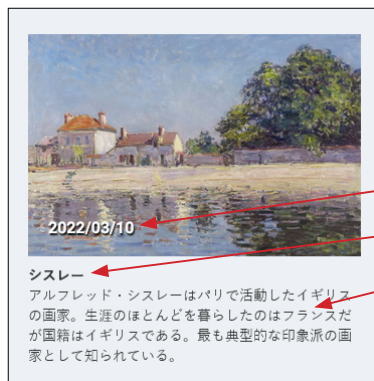 2022/03/10
シスレー
アルフレッド・シスレーはパリで活動したイギリス
の画家。生涯のほとんどを暮らしたのはフランスだ
が国籍はイギリスである。最も典型的な印象派の画
家として知られている。